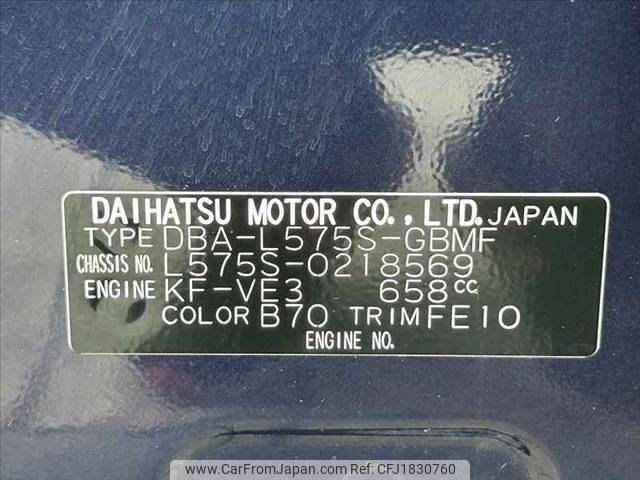 DAIHATSU MOTOR CO.,LTD. JAPAN
TYPE DBA-L575S-GBMF
CHASSIS NO. L575S-0218569
ENGINE KF-VE3 658cc
COLOR B70 TRIM FE10
ENGINE NO.
www.CarFromJapan.com ID: CFJ1830760